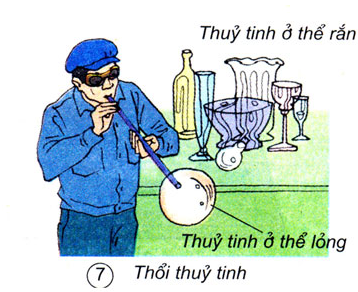 Thuỷ tinh ở thể rắn
Thuỷ tinh ở thể lỏng
7 Thổi thuỷ tinh